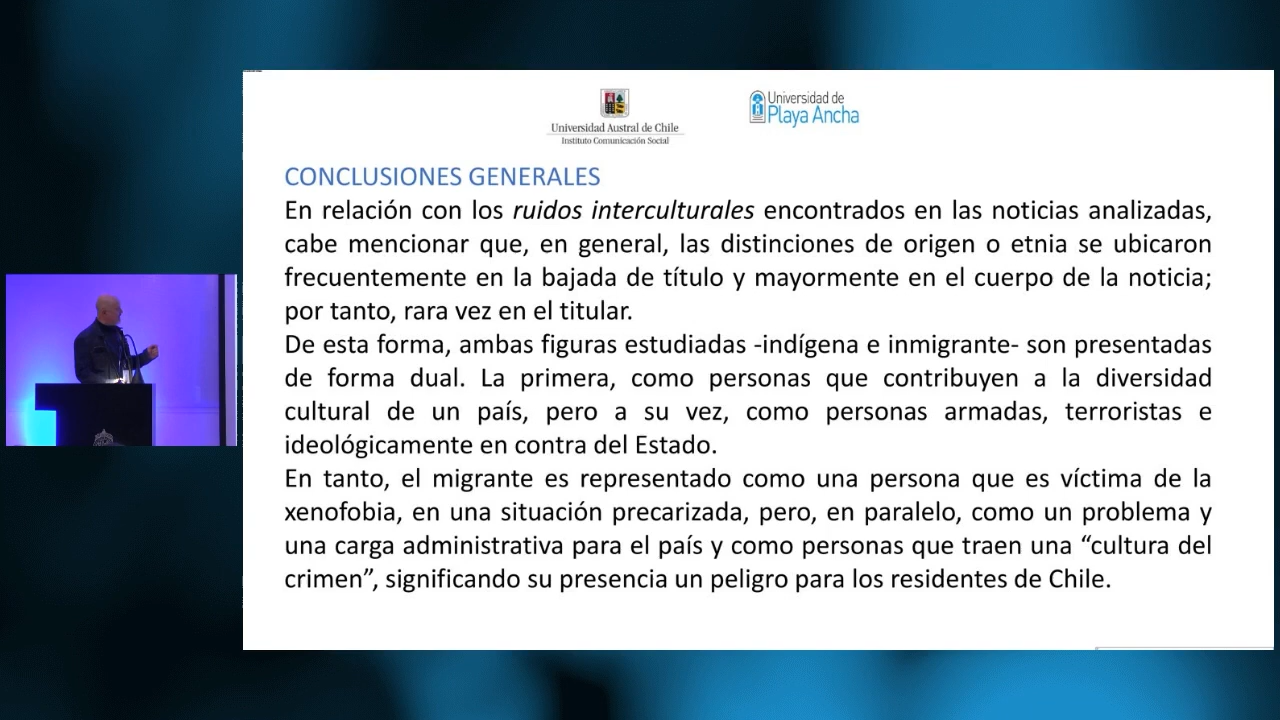 Universidad Austral de Chile
Instituto Comunicación Social
Universidad de
Playa Ancha
CONCLUSIONES GENERALES
En relación con los ruidos interculturales encontrados en las noticias analizadas,
cabe mencionar que, en general, las distinciones de origen o etnia se ubicaron
frecuentemente en la bajada de título y mayormente en el cuerpo de la noticia;
por tanto, rara vez en el titular.
De esta forma, ambas figuras estudiadas -indígena e inmigrante- son presentadas
de forma dual. La primera, como personas que contribuyen a la diversidad
cultural de un país, pero a su vez, como personas armadas, terroristas e
ideológicamente en contra del Estado.
En tanto, el migrante es representado como una persona que es víctima de la
xenofobia, en una situación precarizada, pero, en paralelo, como un problema y
una carga administrativa para el país y como personas que traen una “cultura del
crimen”, significando su presencia un peligro para los residentes de Chile.